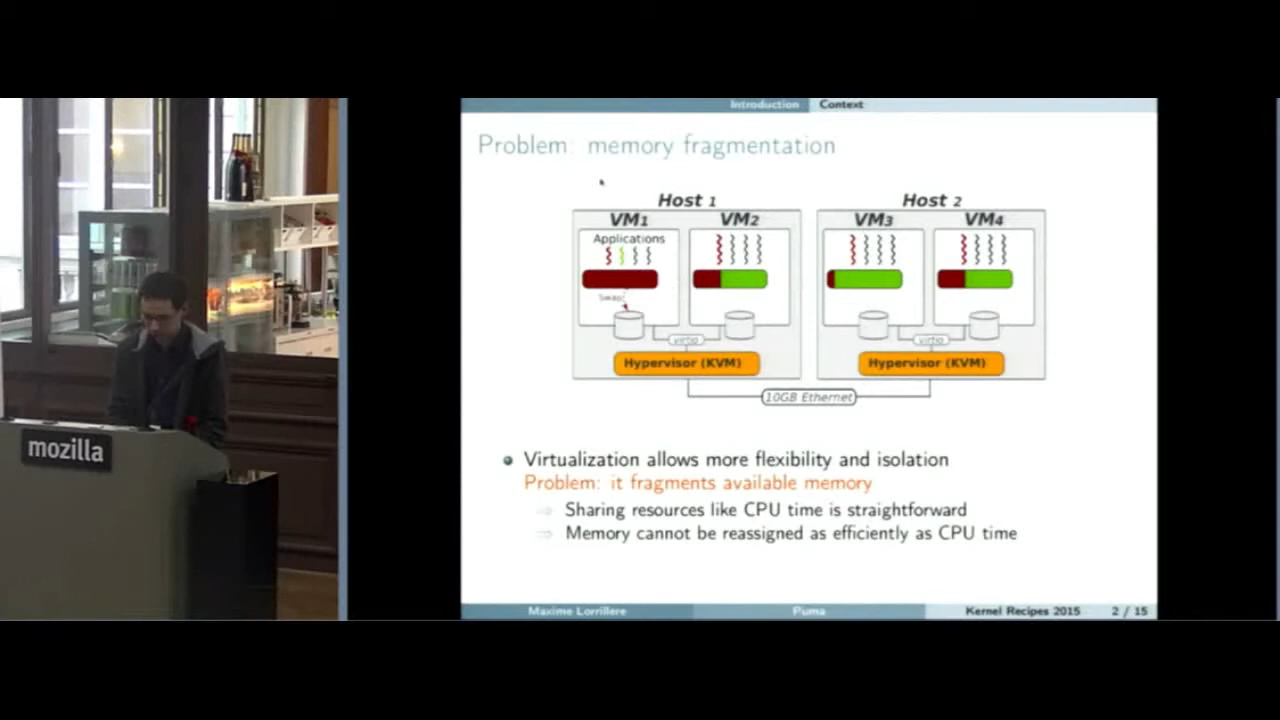 Introduction Context
Problem: memory fragmentation
Host 1 Host 2
VM1 VM2 VM3 VM4
Applications
Swap
virtio virtio
Hypervisor (KVM) Hypervisor (KVM)
10GB Ethernet
mozilla
Virtualization allows more flexibility and isolation
Problem: it fragments available memory
Sharing resources like CPU time is straightforward
Memory cannot be reassigned as efficiently as CPU time
Maxime Lorrillere Puma Kernel Recipes 2015 2 / 15